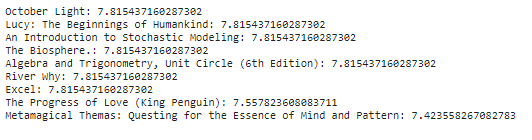 October Light: 7.815437160287302
Lucy: The Beginnings of Humankind: 7.815437160287302
An Introduction to Stochastic Modeling: 7.815437160287302
The Biosphere.: 7.815437160287302
Algebra and Trigonometry, Unit Circle (6th Edition): 7.815437160287302
River Why: 7.815437160287302
Excel: 7.815437160287302
The Progress of Love (King Penguin): 7.557823608083711
Metamagical Themas: Questing for the Essence of Mind and Pattern: 7.423558267082783